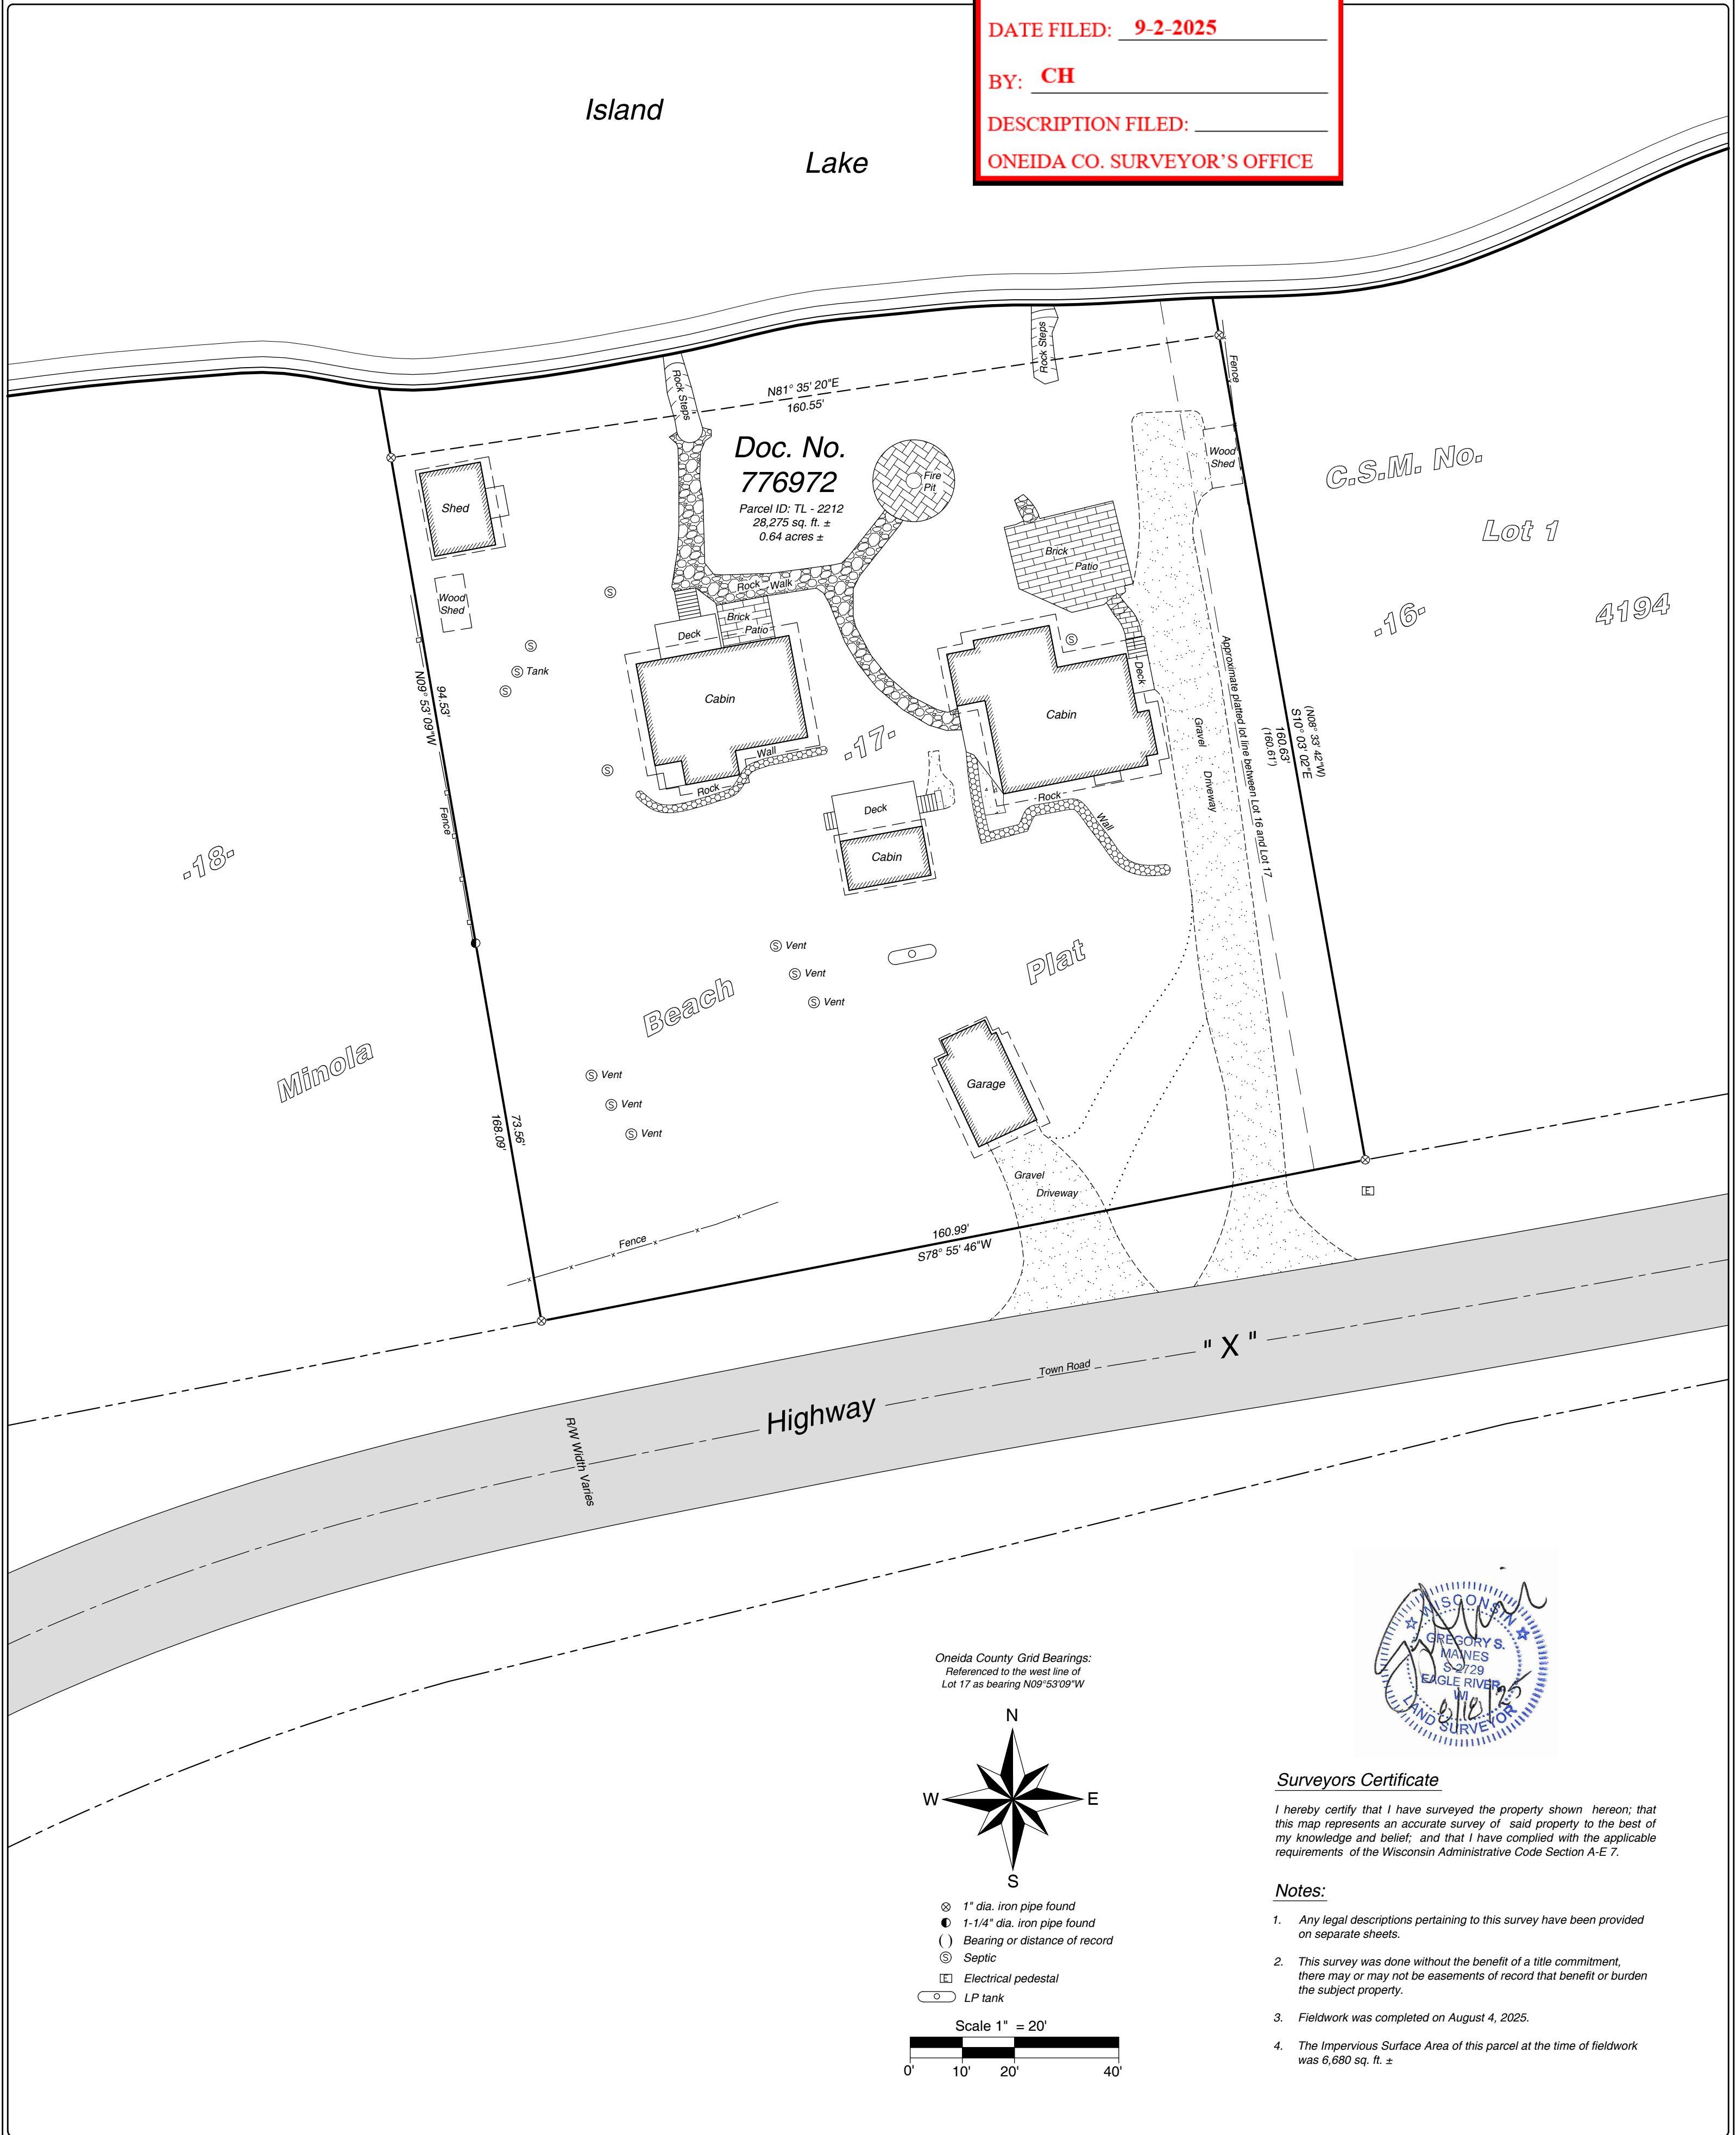 DATE FILED: 9-2-2025
BY: CH
DESCRIPTION FILED:
ONEIDA CO. SURVEYOR'S OFFICE
Island
Lake
Rock Steps
Rock Steps
Fence
N81° 35' 20"E
160.55'
Doc. No.
776972
Parcel ID: TL - 2212
28,275 sq. ft. ±
0.64 acres ±
Fire
Pit
Wood
Shed
C.S.M. No.
Lot 1
4194
-16-
Shed
Wood
Shed
Brick
Patio
Rock Walk
Brick
Patio
Deck
Deck
Tank
Cabin
Cabin
94.53'
N09° 53' 09"W
Gravel
Driveway
Approximate platted lot line between Lot 16 and Lot 17
(N08° 33' 42"W)
S10° 03' 02"E
160.63'
(160.61')
-17-
Wall
Rock
Rock
Wall
Deck
Cabin
Fence
-18-
Vent
Vent
Vent
Minola
Beach
Plat
Vent
Vent
Vent
Garage
73.56'
168.09'
Gravel
Driveway
Fence
160.99'
S78° 55' 46"W
E
Highway
Town Road
" X "
R/W Width Varies
WISCONSIN
GREGORY S.
MAINES
S-2729
EAGLE RIVER,
WI
LAND SURVEYOR
8/18/25
Oneida County Grid Bearings:
Referenced to the west line of
Lot 17 as bearing N09°53'09"W
N
W E
S
1" dia. iron pipe found
1-1/4" dia. iron pipe found
( ) Bearing or distance of record
S Septic
E Electrical pedestal
LP tank
Scale 1" = 20'
0' 10' 20' 40'
Surveyors Certificate
I hereby certify that I have surveyed the property shown hereon; that
this map represents an accurate survey of said property to the best of
my knowledge and belief; and that I have complied with the applicable
requirements of the Wisconsin Administrative Code Section A-E 7.
Notes:
1. Any legal descriptions pertaining to this survey have been provided
on separate sheets.
2. This survey was done without the benefit of a title commitment,
there may or may not be easements of record that benefit or burden
the subject property.
3. Fieldwork was completed on August 4, 2025.
4. The Impervious Surface Area of this parcel at the time of fieldwork
was 6,680 sq. ft. ±